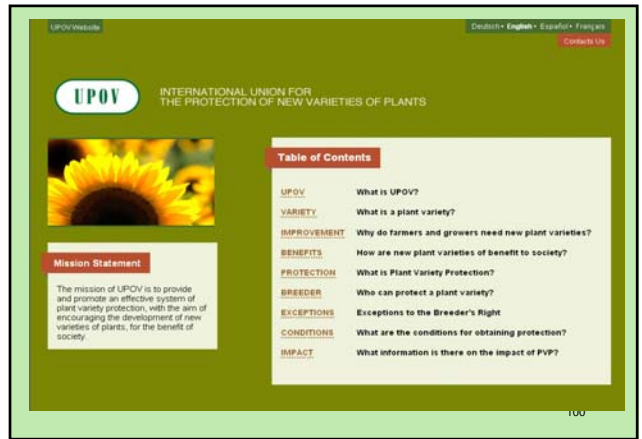 UPOV Website
Deutsch • English • Español • Français
Contacts Us
UPOV
INTERNATIONAL UNION FOR
THE PROTECTION OF NEW VARIETIES OF PLANTS
Mission Statement
The mission of UPOV is to provide
and promote an effective system of
plant variety protection, with the aim of
encouraging the development of new
varieties of plants, for the benefit of
society.
Table of Contents
UPOV What is UPOV?
VARIETY What is a plant variety?
IMPROVEMENT Why do farmers and growers need new plant varieties?
BENEFITS How are new plant varieties of benefit to society?
PROTECTION What is Plant Variety Protection?
BREEDER Who can protect a plant variety?
EXCEPTIONS Exceptions to the Breeder's Right
CONDITIONS What are the conditions for obtaining protection?
IMPACT What information is there on the impact of PVP?
100